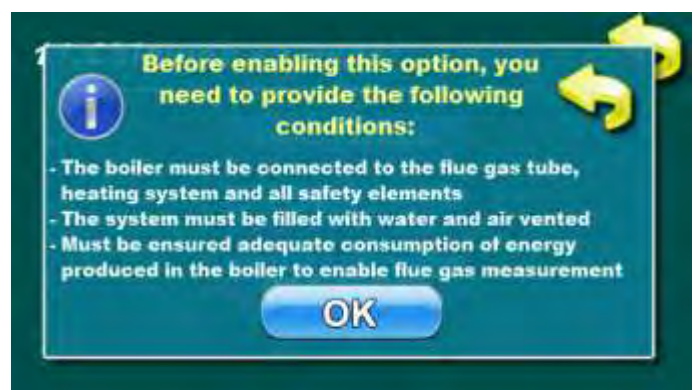 Before enabling this option, you
need to provide the following
conditions:
- The boiler must be connected to the flue gas tube,
heating system and all safety elements
- The system must be filled with water and air vented
- Must be ensured adequate consumption of energy
produced in the boiler to enable flue gas measurement
OK